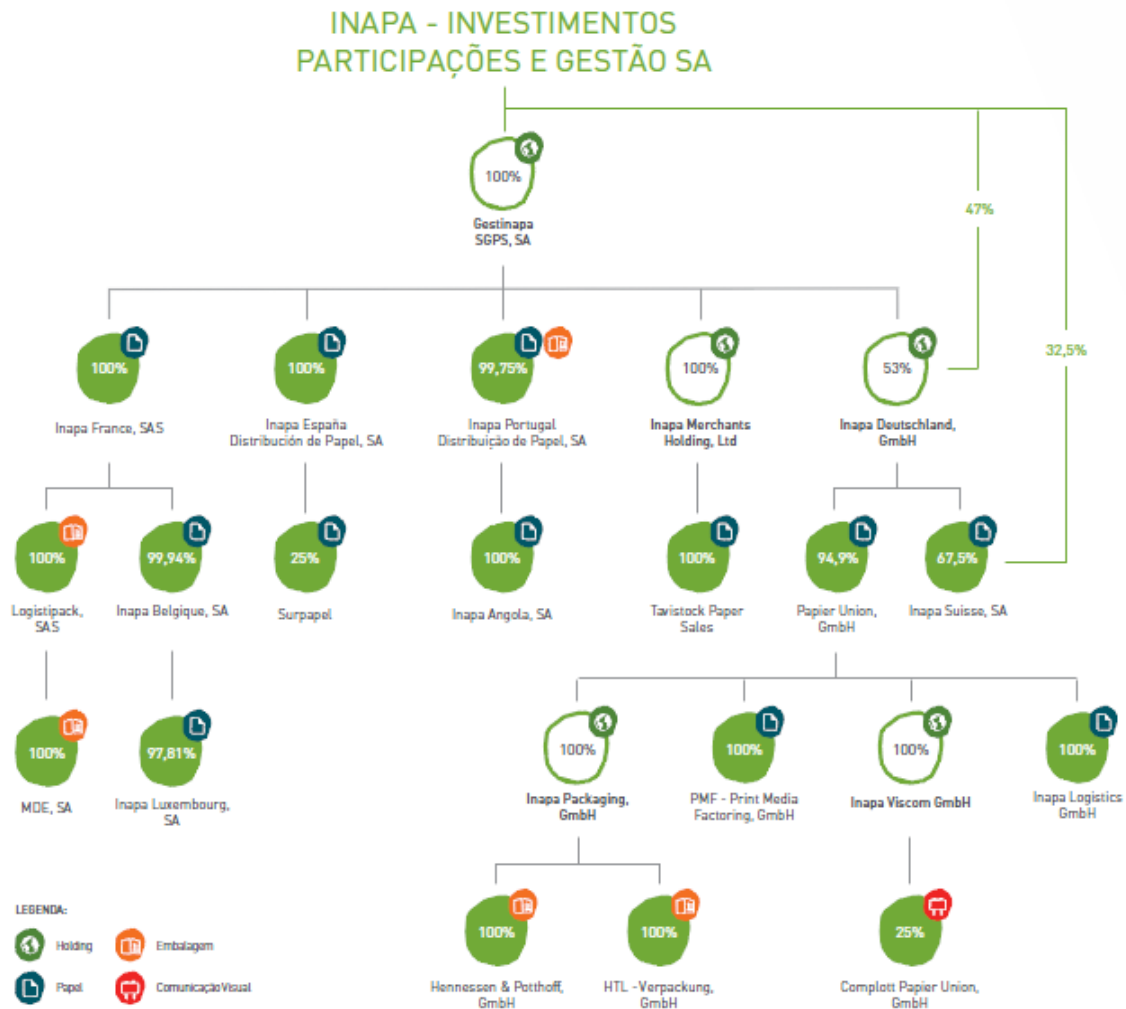 INAPA - INVESTIMENTOS
PARTICIPAÇÕES E GESTÃO SA
100%
Gestinapa
SGPS, SA
47%
32,5%
100%
Inapa France, SAS
100%
Inapa España
Distribución de Papel, SA
99,75%
Inapa Portugal
Distribuição de Papel, SA
100%
Inapa Merchants
Holding, Ltd
53%
Inapa Deutschland,
GmbH
100%
Logistipack,
SAS
99,94%
Inapa Belgique, SA
25%
Surpapel
100%
Inapa Angola, SA
100%
Tavistock Paper
Sales
94,9%
Papier Union,
GmbH
67,5%
Inapa Suisse, SA
100%
MDE, SA
97,81%
Inapa Luxembourg,
SA
100%
Inapa Packaging,
GmbH
100%
PMF - Print Media
Factoring, GmbH
100%
Inapa Viscom GmbH
100%
Inapa Logistics
GmbH
100%
Hennessen & Potthoff,
GmbH
100%
HTL - Verpackung,
GmbH
25%
Complott Papier Union,
GmbH
LEGENDA:
Holding
Embalagem
Papel
Comunicação Visual